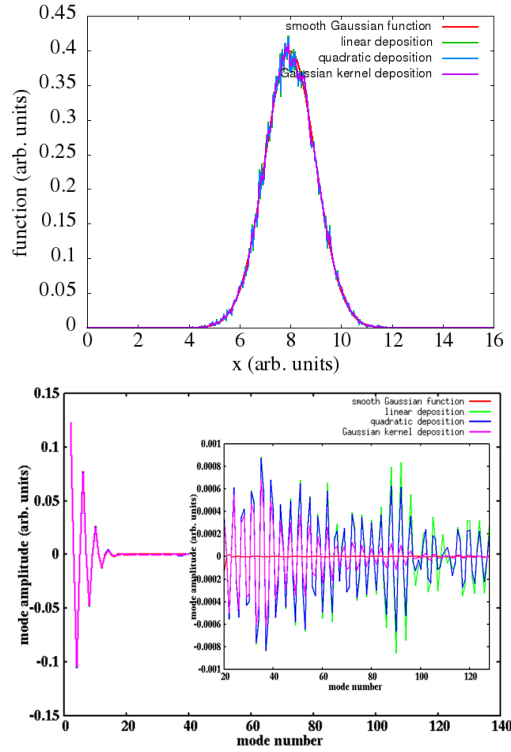 smooth Gaussian function
linear deposition
quadratic deposition
Gaussian kernel deposition
function (arb. units)
0.45
0.4
0.35
0.3
0.25
0.2
0.15
0.1
0.05
0
0 2 4 6 8 10 12 14 16
x (arb. units)
smooth Gaussian function
linear deposition
quadratic deposition
Gaussian kernel deposition
mode amplitude (arb. units)
0.15
0.1
0.05
0
-0.05
-0.1
-0.15
mode amplitude (arb. units)
0.001
0.0008
0.0006
0.0004
0.0002
0
-0.0002
-0.0004
-0.0006
-0.0008
-0.001
20 40 60 80 100 120
mode number
0 20 40 60 80 100 120 140
mode number